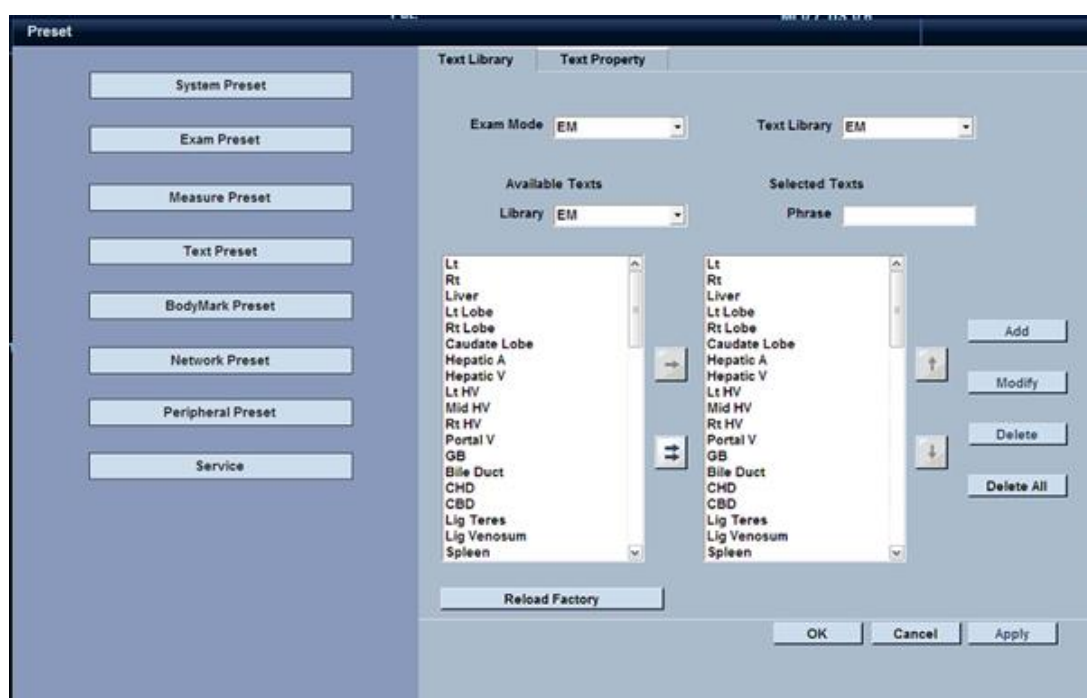 Preset
System Preset
Exam Preset
Measure Preset
Text Preset
BodyMark Preset
Network Preset
Peripheral Preset
Service
Text Library Text Property
Exam Mode EM Text Library EM
Available Texts Selected Texts
Library EM Phrase
Lt
Rt
Liver
Lt Lobe
Rt Lobe
Caudate Lobe
Hepatic A
Hepatic V
Lt HV
Mid HV
Rt HV
Portal V
GB
Bile Duct
CHD
CBD
Lig Teres
Lig Venosum
Spleen
Lt
Rt
Liver
Lt Lobe
Rt Lobe
Caudate Lobe
Hepatic A
Hepatic V
Lt HV
Mid HV
Rt HV
Portal V
GB
Bile Duct
CHD
CBD
Lig Teres
Lig Venosum
Spleen
Add
Modify
Delete
Delete All
Reload Factory
OK Cancel Apply